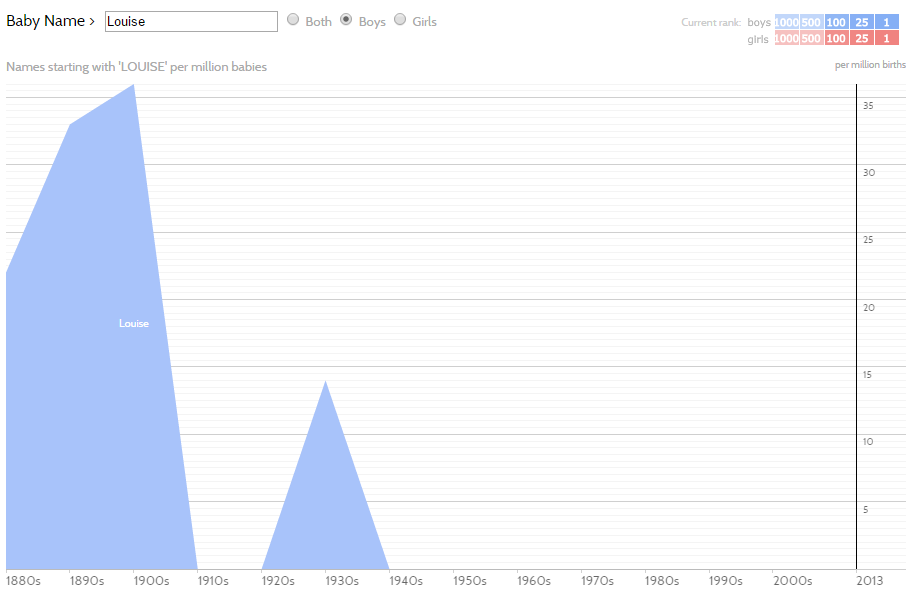 Baby Name > Louise Both Boys Girls Current rank: boys 1000 500 100 25 1
girls 1000 500 100 25 1
Names starting with 'LOUISE' per million babies per million births
35
30
25
20
Louise
15
10
5
1880s 1890s 1900s 1910s 1920s 1930s 1940s 1950s 1960s 1970s 1980s 1990s 2000s 2013